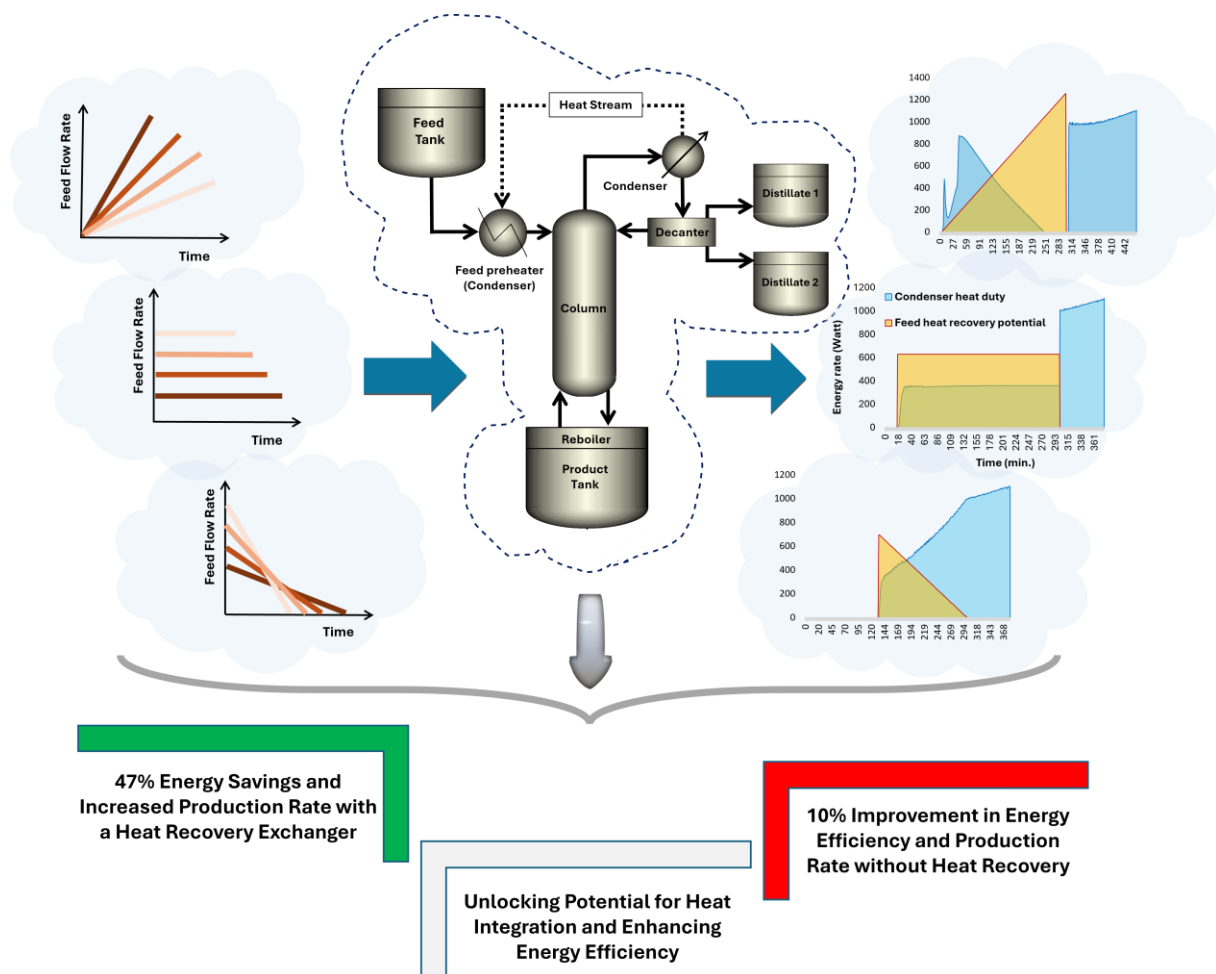 Feed Flow Rate
Time
Feed Flow Rate
Time
Feed Flow Rate
Time
Heat Stream
Feed
Tank
Condenser
Distillate 1
Decanter
Distillate 2
Feed preheater
(Condenser)
Column
Reboiler
Product
Tank
1400
1200
1000
800
600
400
200
0
0 27 59 91 123 155 187 219 251 283 314 346 378 410 442
1200
1000
800
600
400
200
0
Energy rate (Watt)
Condenser heat duty
Feed heat recovery potential
0 18 40 63 86 109 132 155 178 201 224 247 270 293 315 338 361
Time (min.)
1200
1000
800
600
400
200
0
0 20 45 70 95 120 144 169 194 219 244 269 294 318 343 368
47% Energy Savings and
Increased Production Rate with
a Heat Recovery Exchanger
10% Improvement in Energy
Efficiency and Production
Rate without Heat Recovery
Unlocking Potential for Heat
Integration and Enhancing
Energy Efficiency